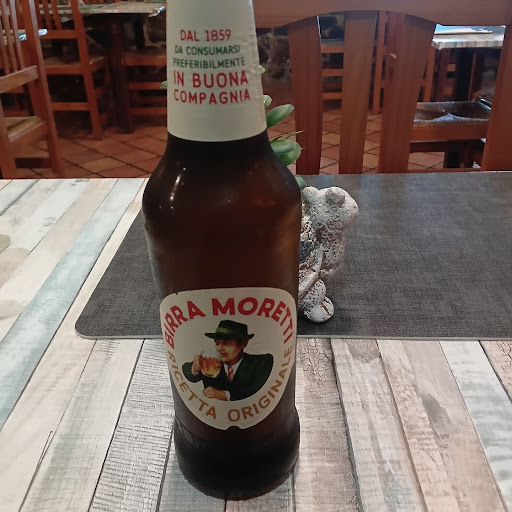 DAL 1859
DA CONSUMARSI
PREFERIBILMENTE
IN BUONA
COMPAGNIA
BIRRA MORETTI
RICETTA ORIGINALE